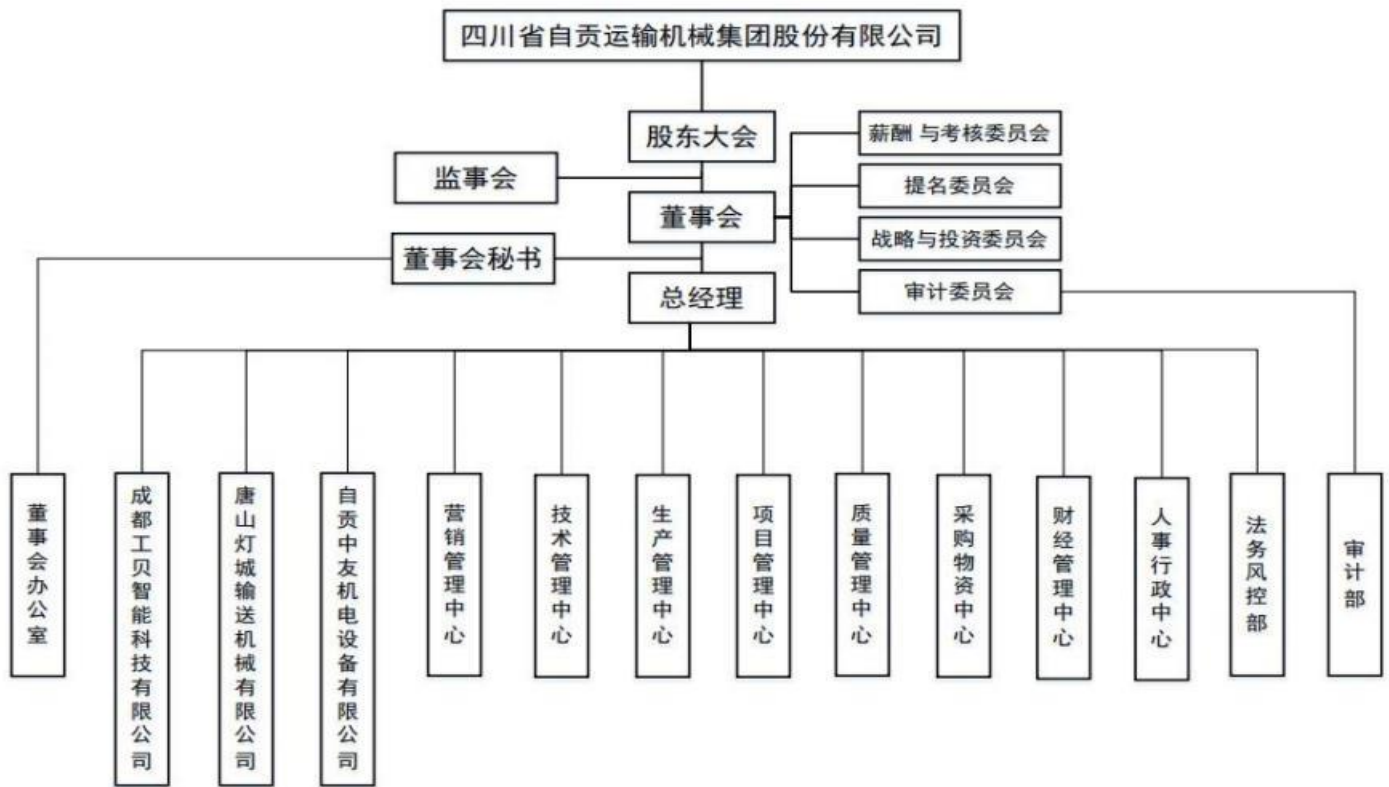 四川省自贡运输机械集团股份有限公司
股东大会
薪酬 与考核委员会
监事会
提名委员会
董事会
战略与投资委员会
董事会秘书
总经理
审计委员会
董事会办公室
成都工贝智能科技有限公司
唐山灯城输送机械有限公司
自贡中友机电设备有限公司
营销管理中心
技术管理中心
生产管理中心
项目管理中心
质量管理中心
采购物资中心
财经管理中心
人事行政中心
法务风控部
审计部